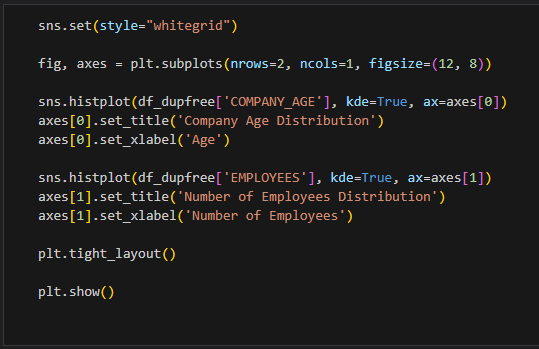 sns.set(style="whitegrid")
fig, axes = plt.subplots(nrows=2, ncols=1, figsize=(12, 8))
sns.histplot(df_dupfree['COMPANY_AGE'], kde=True, ax=axes[0])
axes[0].set_title('Company Age Distribution')
axes[0].set_xlabel('Age')
sns.histplot(df_dupfree['EMPLOYEES'], kde=True, ax=axes[1])
axes[1].set_title('Number of Employees Distribution')
axes[1].set_xlabel('Number of Employees')
plt.tight_layout()
plt.show()